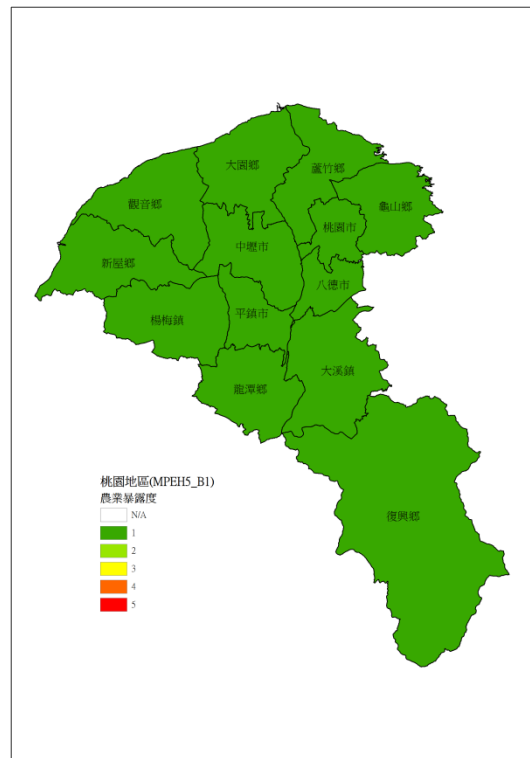 大園鄉
蘆竹鄉
龜山鄉
觀音鄉
桃園市
中壢市
新屋鄉
八德市
楊梅鎮
平鎮市
大溪鎮
龍潭鄉
復興鄉
桃園地區(MPEH5_B1)
農業暴露度
N/A
1
2
3
4
5